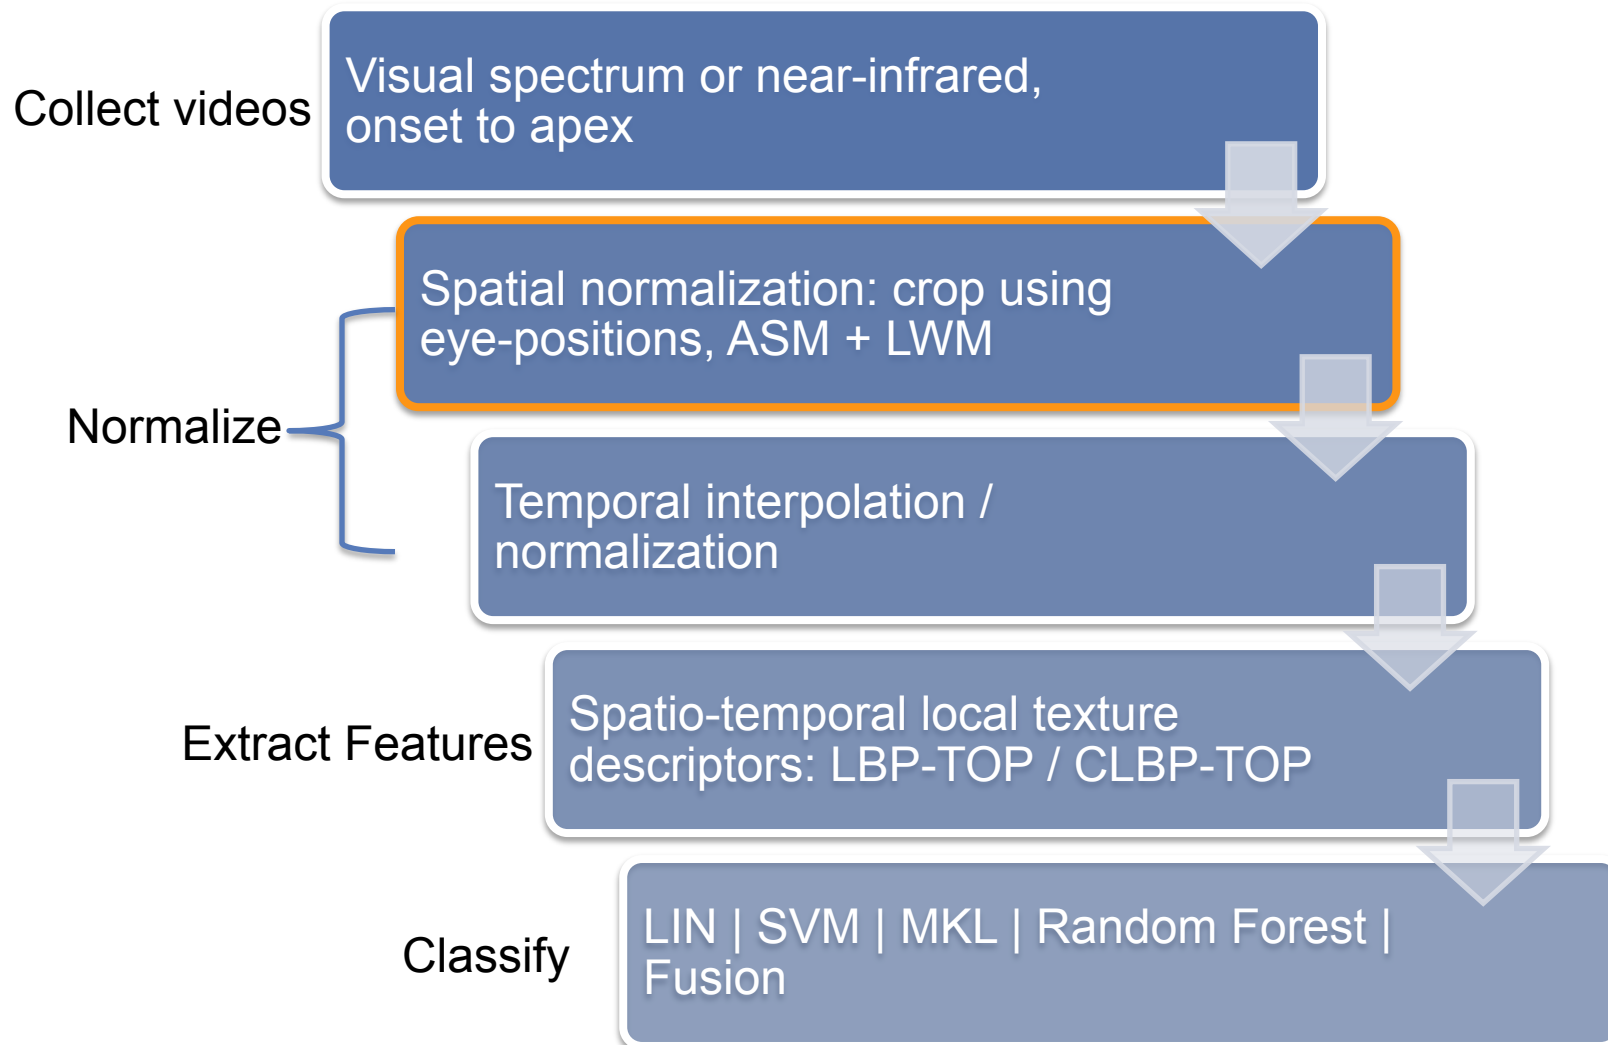 Collect videos
Visual spectrum or near-infrared,
onset to apex
Normalize
Spatial normalization: crop using
eye-positions, ASM + LWM
Temporal interpolation /
normalization
Extract Features
Spatio-temporal local texture
descriptors: LBP-TOP / CLBP-TOP
Classify
LIN | SVM | MKL | Random Forest |
Fusion